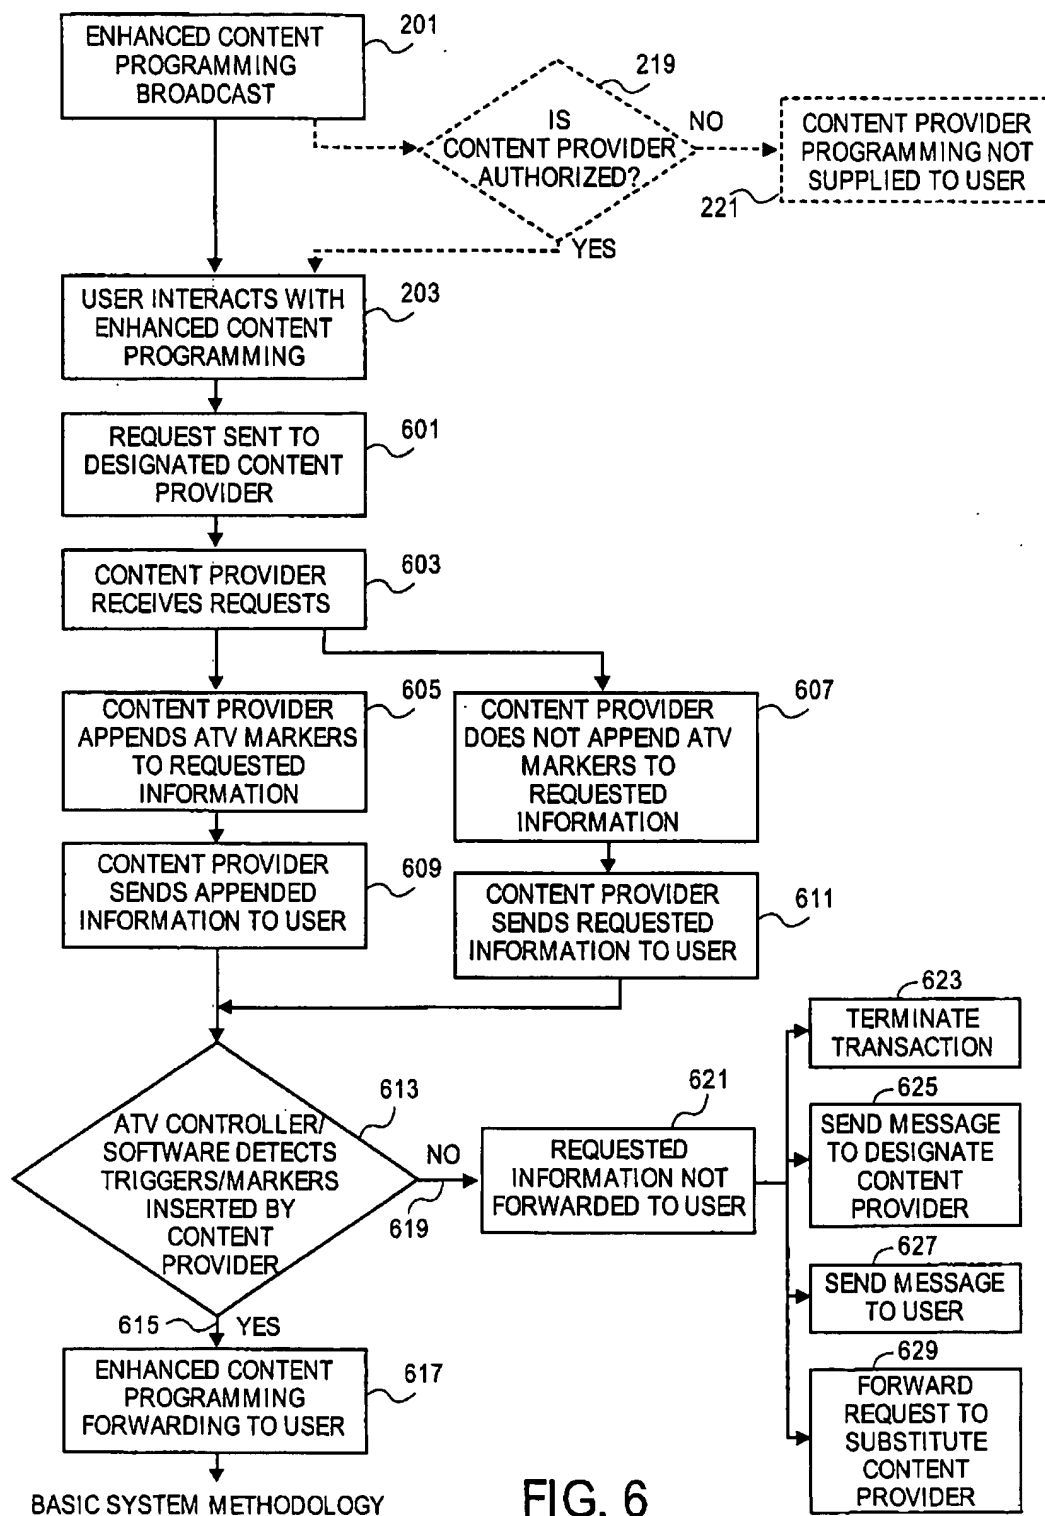 ENHANCED CONTENT
PROGRAMMING
BROADCAST
201
219
IS
CONTENT PROVIDER
AUTHORIZED?
NO
YES
CONTENT PROVIDER
PROGRAMMING NOT
SUPPLIED TO USER
221
USER INTERACTS WITH
ENHANCED CONTENT
PROGRAMMING
203
REQUEST SENT TO
DESIGNATED CONTENT
PROVIDER
601
CONTENT PROVIDER
RECEIVES REQUESTS
603
CONTENT PROVIDER
APPENDS ATV MARKERS
TO REQUESTED
INFORMATION
605
CONTENT PROVIDER
DOES NOT APPEND ATV
MARKERS TO
REQUESTED
INFORMATION
607
CONTENT PROVIDER
SENDS APPENDED
INFORMATION TO USER
609
CONTENT PROVIDER
SENDS REQUESTED
INFORMATION TO USER
611
ATV CONTROLLER/
SOFTWARE DETECTS
TRIGGERS/MARKERS
INSERTED BY
CONTENT
PROVIDER
613
NO
619
REQUESTED
INFORMATION NOT
FORWARDED TO USER
621
623
TERMINATE
TRANSACTION
625
SEND MESSAGE
TO DESIGNATE
CONTENT
PROVIDER
627
SEND MESSAGE
TO USER
629
FORWARD
REQUEST TO
SUBSTITUTE
CONTENT
PROVIDER
615
YES
ENHANCED CONTENT
PROGRAMMING
FORWARDING TO USER
617
BASIC SYSTEM METHODOLOGY
FIG. 6